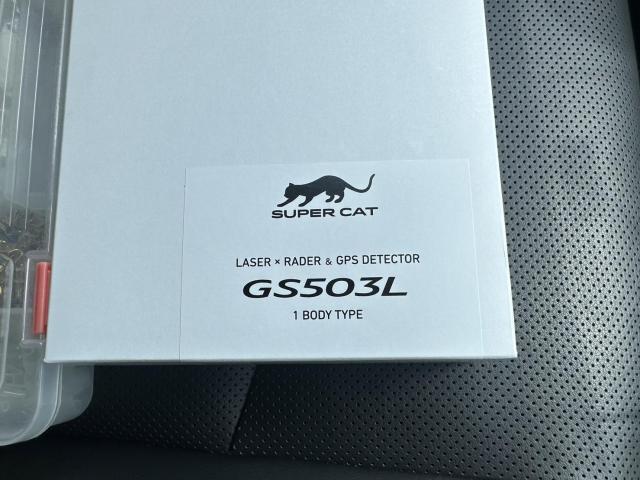 SUPER CAT
LASER × RADER & GPS DETECTOR
GS503L
1 BODY TYPE